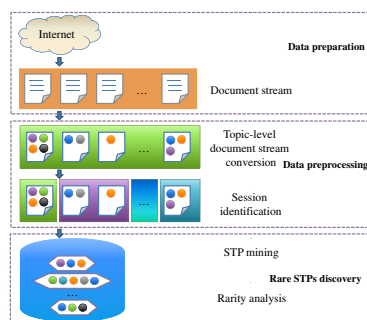 Internet
Data preparation
...
Document stream
Topic-level
document stream
conversion
Data preprocessing
...
Session
identification
...
STP mining
Rare STPs discovery
...
Rarity analysis